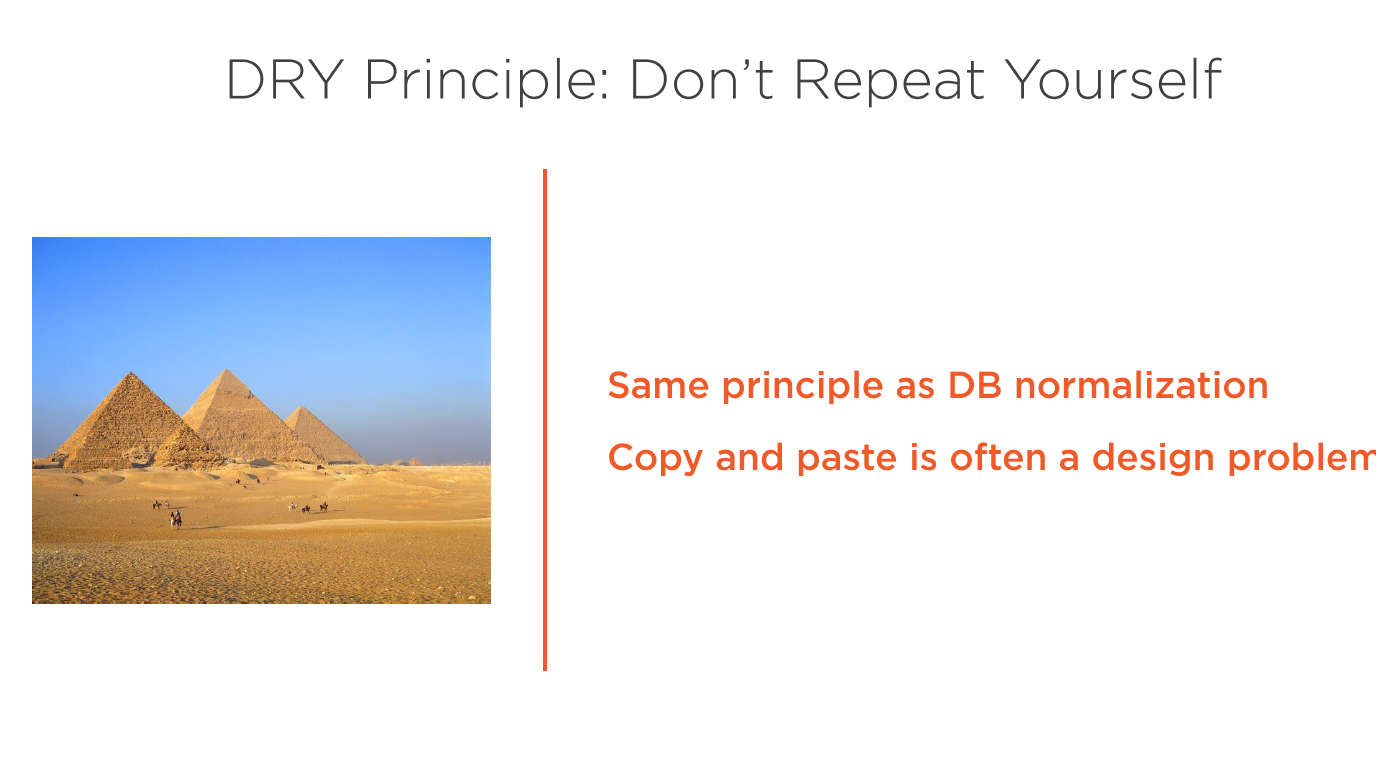 DRY Principle: Don’t Repeat Yourself
Same principle as DB normalization
Copy and paste is often a design problem